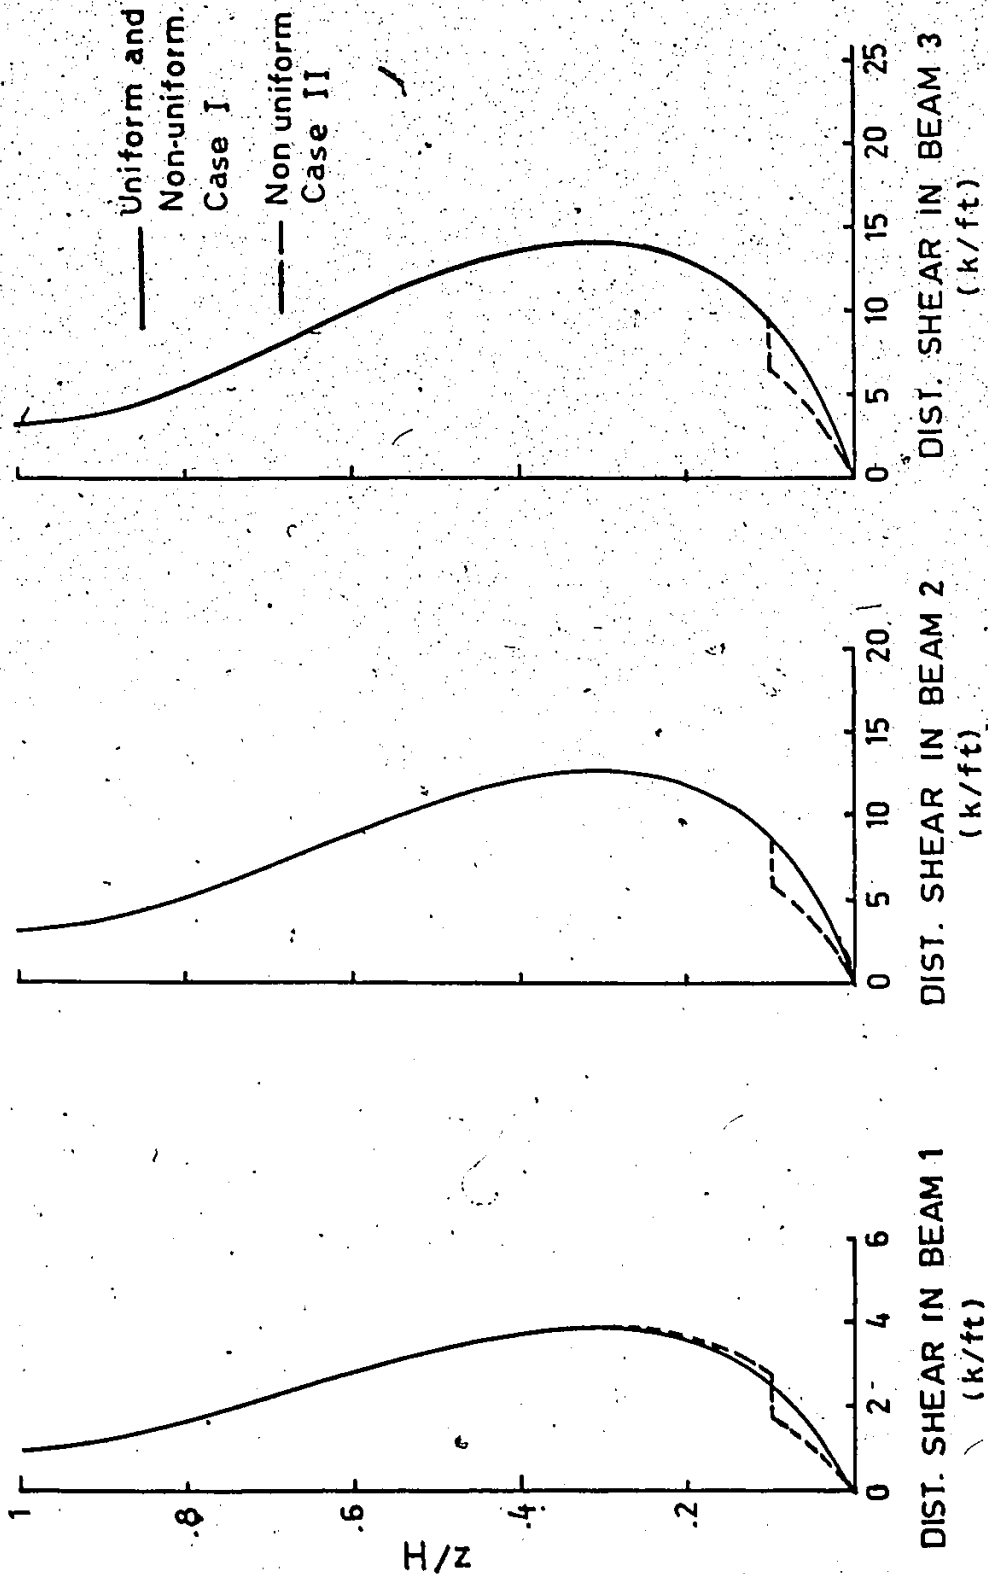 Uniform and
Non-uniform.
Case I
Non uniform
Case II
z/H
1
.8
.6
.4
.2
0 2 4 6
DIST. SHEAR IN BEAM 1
(k/ft)
0 5 10 15 20
DIST. SHEAR IN BEAM 2
(k/ft)
0 5 10 15 20 25
DIST. SHEAR IN BEAM 3
(k/ft)